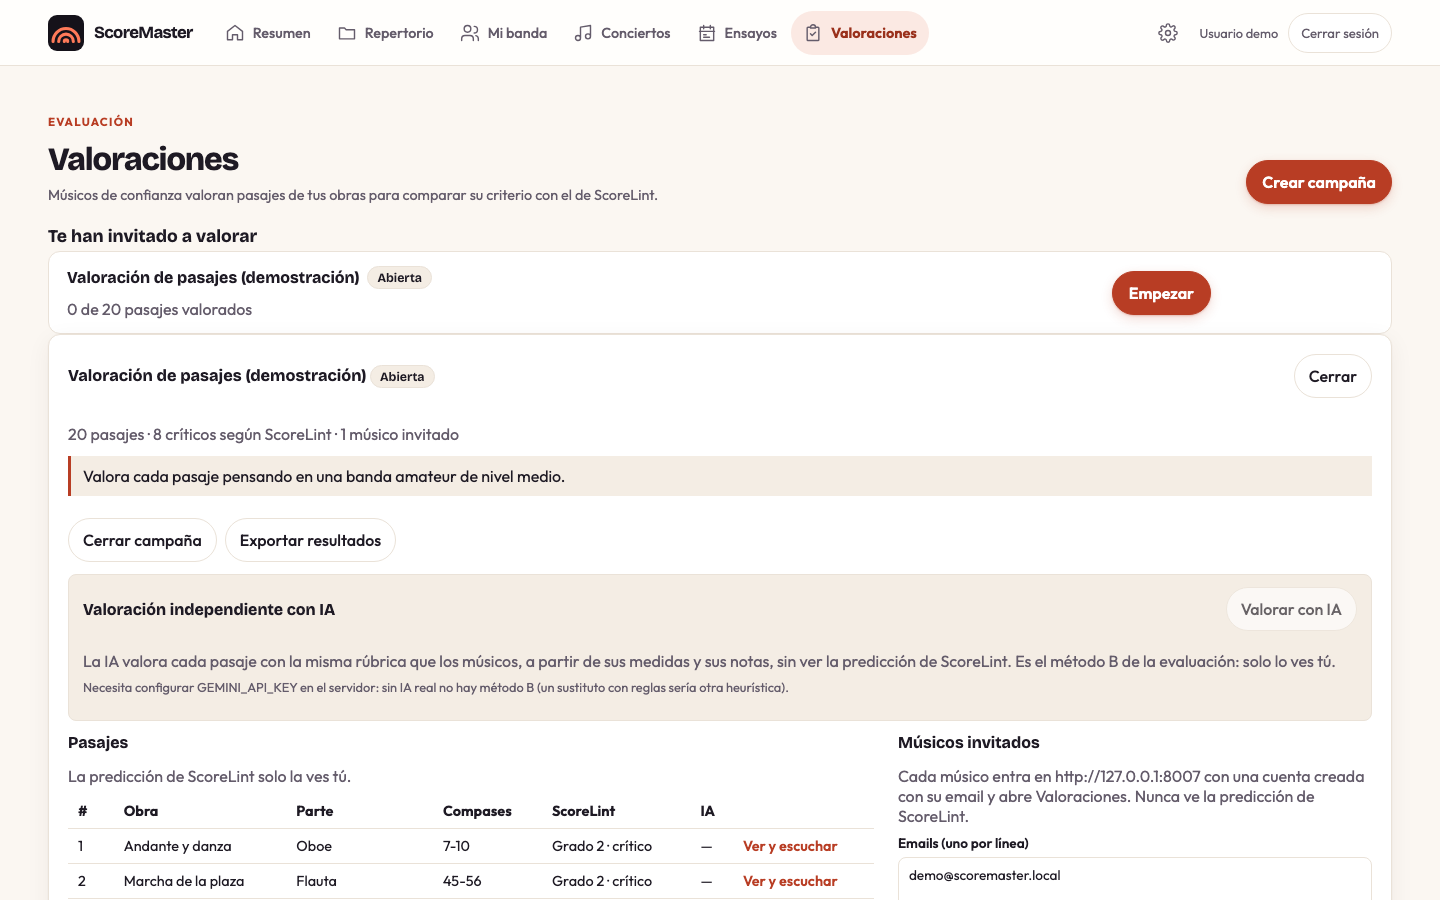 ScoreMaster
Resumen
Repertorio
Mi banda
Conciertos
Ensayos
Valoraciones
Usuario demo
Cerrar sesión
EVALUACIÓN
Valoraciones
Músicos de confianza valoran pasajes de tus obras para comparar su criterio con el de ScoreLint.
Crear campaña
Te han invitado a valorar
Valoración de pasajes (demostración) Abierta
0 de 20 pasajes valorados
Empezar
Valoración de pasajes (demostración) Abierta
Cerrar
20 pasajes · 8 críticos según ScoreLint · 1 músico invitado
Valora cada pasaje pensando en una banda amateur de nivel medio.
Cerrar campaña
Exportar resultados
Valoración independiente con IA
Valorar con IA
La IA valora cada pasaje con la misma rúbrica que los músicos, a partir de sus medidas y sus notas, sin ver la predicción de ScoreLint. Es el método B de la evaluación: solo lo ves tú.
Necesita configurar GEMINI_API_KEY en el servidor: sin IA real no hay método B (un sustituto con reglas sería otra heurística).
Pasajes
La predicción de ScoreLint solo la ves tú.
# Obra Parte Compases ScoreLint IA
1 Andante y danza Oboe 7-10 Grado 2 · crítico — Ver y escuchar
2 Marcha de la plaza Flauta 45-56 Grado 2 · crítico — Ver y escuchar
Músicos invitados
Cada músico entra en http://127.0.0.1:8007 con una cuenta creada
con su email y abre Valoraciones. Nunca ve la predicción de
ScoreLint.
Emails (uno por línea)
demo@scoremaster.local